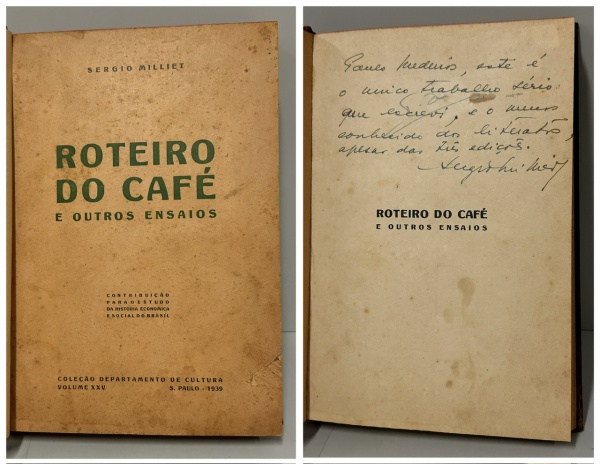 SERGIO MILLIET
ROTEIRO
DO CAFÉ
E OUTROS ENSAIOS
CONTRIBUIÇÃO
PARA O ESTUDO
DA HISTÓRIA ECONÔMICA
E SOCIAL DO BRASIL
COLEÇÃO DEPARTAMENTO DE CULTURA
VOLUME XXV S. PAULO - 1939
Paulo Medeiros, este é
o unico trabalho sério
que escrevi, e o menos
conhecido dos literatos,
apesar das três edições.
Sergio Milliet
ROTEIRO DO CAFÉ
E OUTROS ENSAIOS